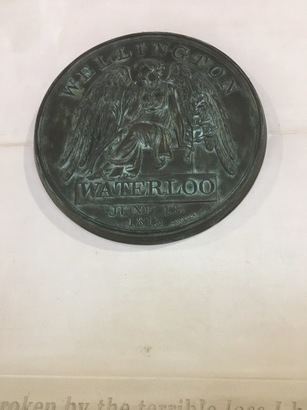 WELLINGTON
WATERLOO
JUNE 18.
1815
roken by the terrible loss I h